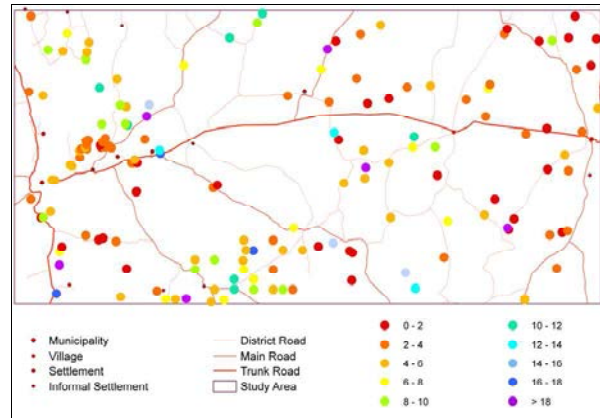 Municipality
Village
Settlement
Informal Settlement
District Road
Main Road
Trunk Road
Study Area
0 - 2
2 - 4
4 - 6
6 - 8
8 - 10
10 - 12
12 - 14
14 - 16
16 - 18
> 18